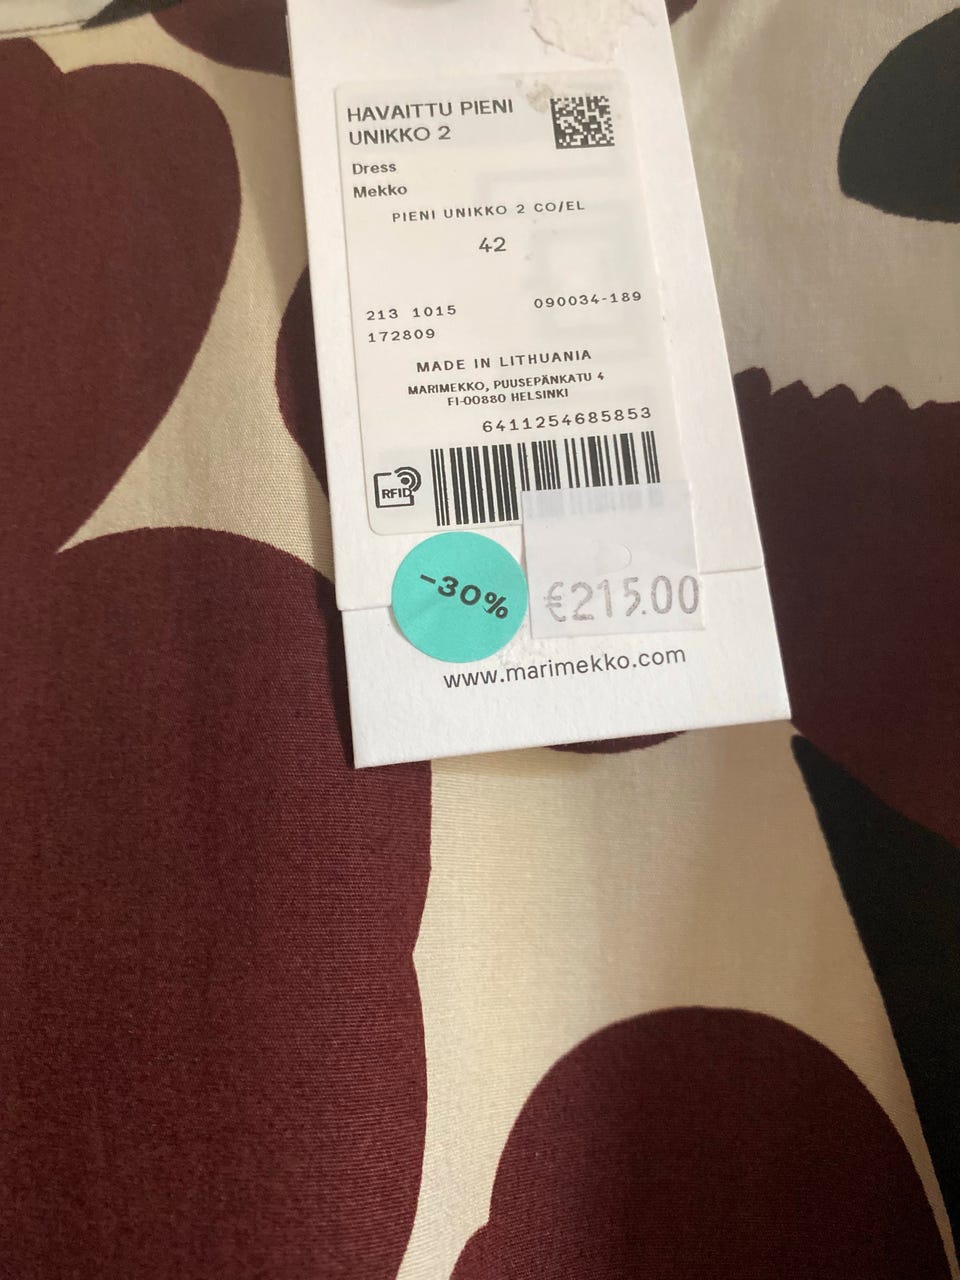 HAVAITTU PIENI
UNIKKO 2
Dress
Mekko
PIENI UNIKKO 2 CO/EL
42
213 1015 090034-189
172809
MADE IN LITHUANIA
MARIMEKKO, PUUSEPÄNKATU 4
FI-00880 HELSINKI
6411254685853
RFID
-30%
€215.00
www.marimekko.com